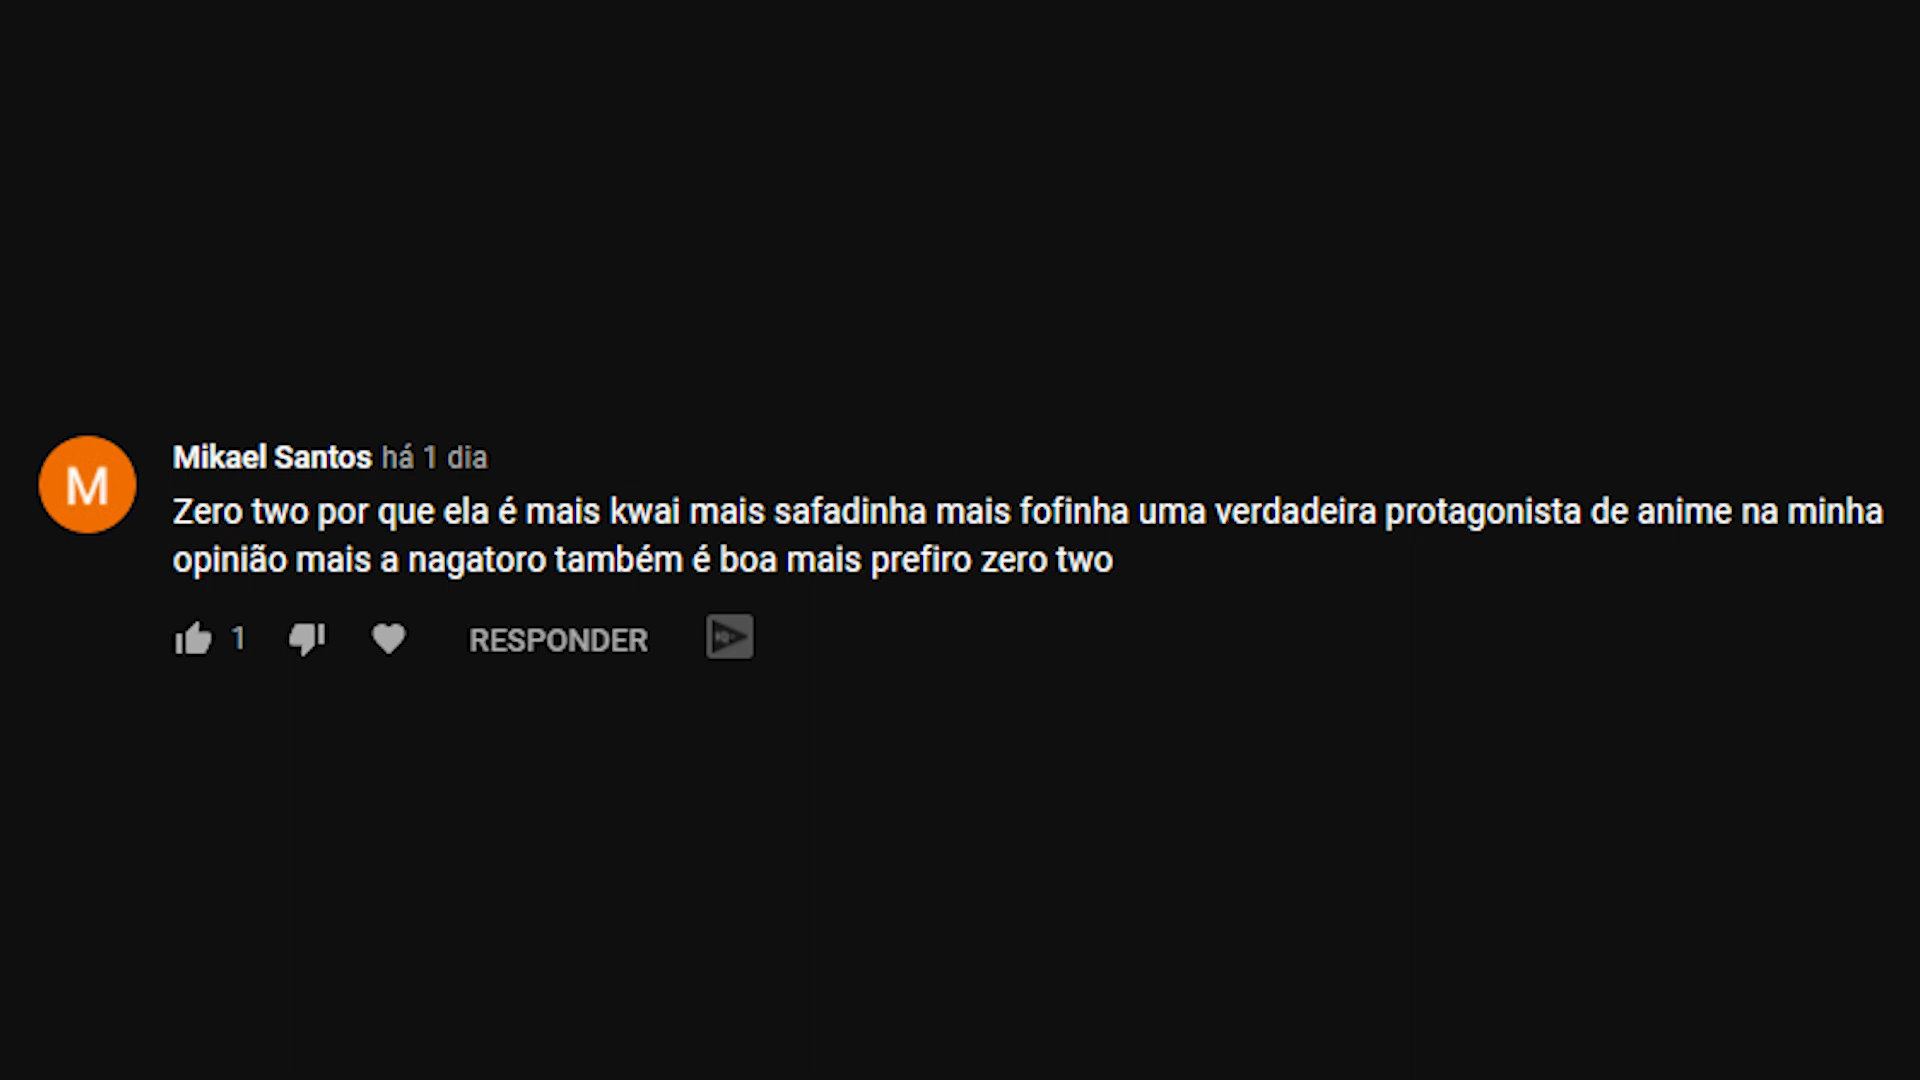 M
Mikael Santos há 1 dia
Zero two por que ela é mais kwai mais safadinha mais fofinha uma verdadeira protagonista de anime na minha
opinião mais a nagatoro também é boa mais prefiro zero two
1 RESPONDER